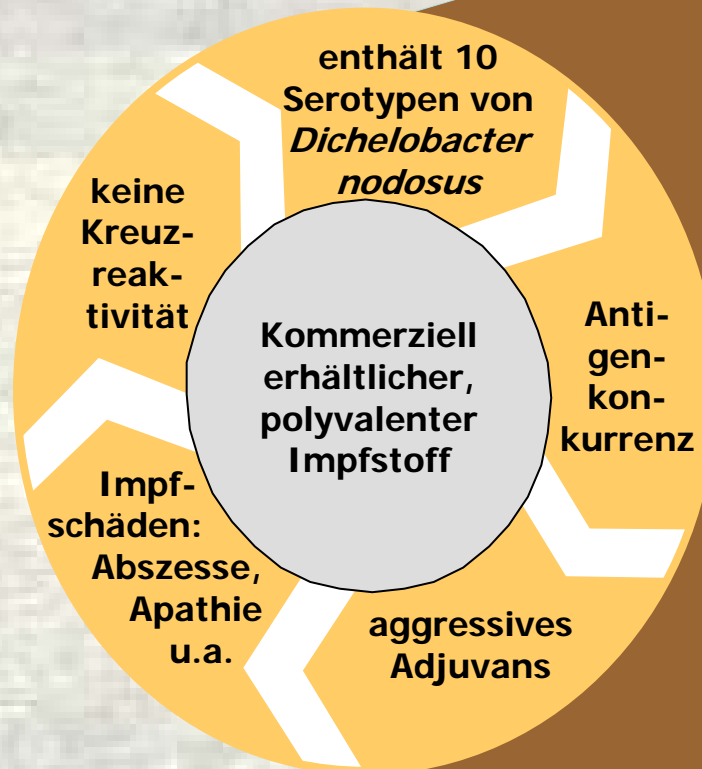 enthält 10
Serotypen von
Dichelobacter
nodosus
Anti-
gen-
kon-
kurrenz
aggressives
Adjuvans
Impf-
schäden:
Abszesse,
Apathie
u.a.
keine
Kreuz-
reak-
tivität
Kommerziell
erhältlicher,
polyvalenter
Impfstoff